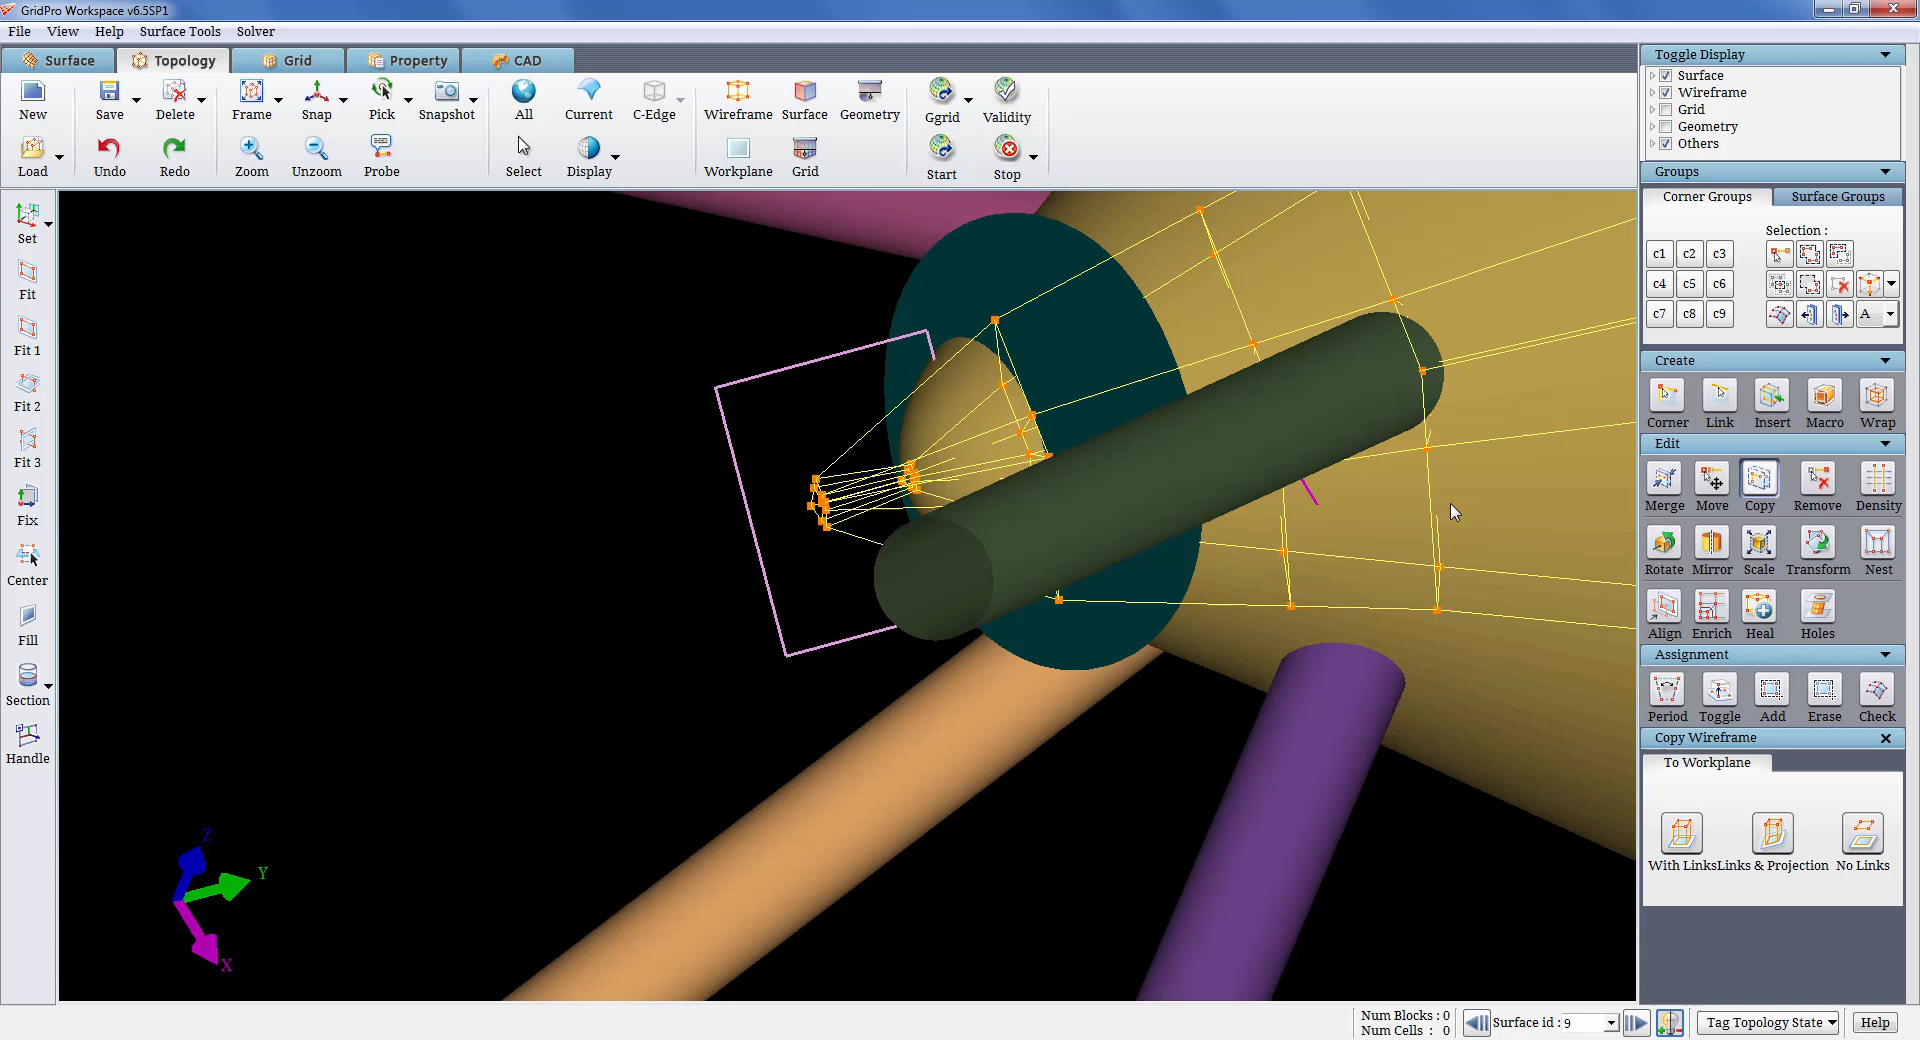 GridPro Workspace v6.5SP1
File View Help Surface Tools Solver
Surface Topology Grid Property CAD
New Save Delete Frame Snap Pick Snapshot All Current C-Edge Wireframe Surface Geometry Ggrid Validity
Load Undo Redo Zoom Unzoom Probe Select Display Workplane Grid Start Stop
Set
Fit
Fit 1
Fit 2
Fit 3
Fix
Center
Fill
Section
Handle
Z
Y
X
Toggle Display
Surface
Wireframe
Grid
Geometry
Others
Groups
Corner Groups Surface Groups
Selection :
c1 c2 c3
c4 c5 c6
c7 c8 c9 A
Create
Corner Link Insert Macro Wrap
Edit
Merge Move Copy Remove Density
Rotate Mirror Scale Transform Nest
Align Enrich Heal Holes
Assignment
Period Toggle Add Erase Check
Copy Wireframe
To Workplane
With Links Links & Projection No Links
Num Blocks : 0
Num Cells : 0
Surface id : 9
Tag Topology State
Help